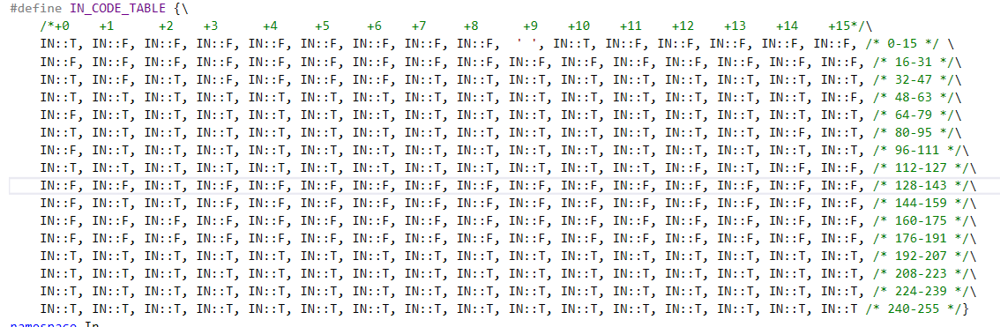 #define IN_CODE_TABLE {\
/*+0 +1 +2 +3 +4 +5 +6 +7 +8 +9 +10 +11 +12 +13 +14 +15*/\
IN::T, IN::F, IN::F, IN::F, IN::F, IN::F, IN::F, IN::F, IN::F, ' ', IN::T, IN::F, IN::F, IN::F, IN::F, IN::F, /* 0-15 */ \
IN::F, IN::F, IN::F, IN::F, IN::F, IN::F, IN::F, IN::F, IN::F, IN::F, IN::F, IN::F, IN::F, IN::F, IN::F, IN::F, /* 16-31 */\
IN::T, IN::F, IN::T, IN::F, IN::F, IN::F, IN::F, IN::T, IN::T, IN::T, IN::T, IN::T, IN::T, IN::T, IN::F, IN::T, /* 32-47 */\
IN::T, IN::T, IN::T, IN::T, IN::T, IN::T, IN::T, IN::T, IN::T, IN::T, IN::T, IN::T, IN::T, IN::T, IN::T, IN::F, /* 48-63 */\
IN::F, IN::T, IN::T, IN::T, IN::T, IN::T, IN::T, IN::T, IN::T, IN::T, IN::T, IN::T, IN::T, IN::T, IN::T, IN::T, /* 64-79 */\
IN::T, IN::T, IN::T, IN::T, IN::T, IN::T, IN::T, IN::T, IN::T, IN::T, IN::T, IN::T, IN::T, IN::T, IN::F, IN::T, /* 80-95 */\
IN::F, IN::T, IN::T, IN::T, IN::T, IN::T, IN::T, IN::T, IN::T, IN::T, IN::T, IN::T, IN::T, IN::T, IN::T, IN::T, /* 96-111 */\
IN::T, IN::T, IN::T, IN::T, IN::T, IN::T, IN::T, IN::T, IN::T, IN::T, IN::T, IN::T, IN::F, IN::T, IN::F, IN::F, /* 112-127 */\
IN::F, IN::F, IN::T, IN::F, IN::F, IN::F, IN::F, IN::F, IN::F, IN::F, IN::F, IN::F, IN::F, IN::F, IN::F, IN::F, /* 128-143 */\
IN::F, IN::T, IN::T, IN::F, IN::F, IN::F, IN::F, IN::F, IN::F, IN::F, IN::F, IN::F, IN::F, IN::F, IN::F, IN::F, /* 144-159 */\
IN::F, IN::F, IN::F, IN::F, IN::F, IN::F, IN::F, IN::F, IN::F, IN::F, IN::F, IN::F, IN::F, IN::F, IN::F, IN::F, /* 160-175 */\
IN::F, IN::F, IN::F, IN::F, IN::F, IN::F, IN::F, IN::F, IN::F, IN::F, IN::F, IN::F, IN::F, IN::F, IN::F, IN::F, /* 176-191 */\
IN::T, IN::T, IN::T, IN::T, IN::T, IN::T, IN::T, IN::T, IN::T, IN::T, IN::T, IN::T, IN::T, IN::T, IN::T, IN::T, /* 192-207 */\
IN::T, IN::T, IN::T, IN::T, IN::T, IN::T, IN::T, IN::T, IN::T, IN::T, IN::T, IN::T, IN::T, IN::T, IN::T, IN::T, /* 208-223 */\
IN::T, IN::T, IN::T, IN::T, IN::T, IN::T, IN::T, IN::T, IN::T, IN::T, IN::T, IN::T, IN::T, IN::T, IN::T, IN::T, /* 224-239 */\
IN::T, IN::T, IN::T, IN::T, IN::T, IN::T, IN::T, IN::T, IN::T, IN::T, IN::T, IN::T, IN::T, IN::T, IN::T, IN::T /* 240-255 */}
namespace In